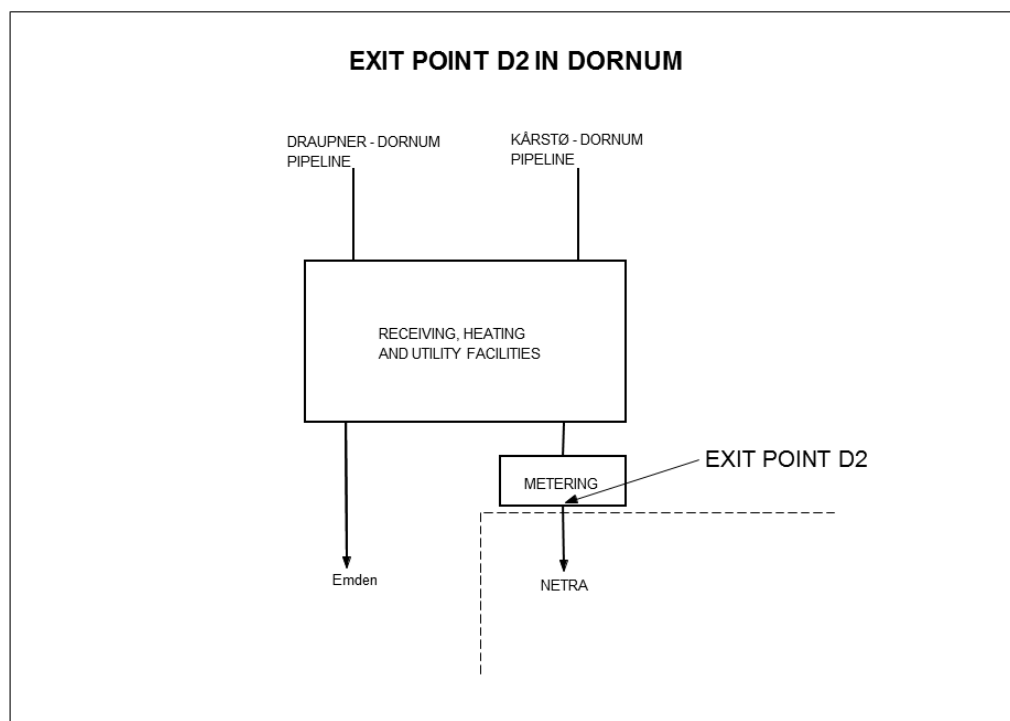 EXIT POINT D2 IN DORNUM
DRAUPNER - DORNUM
PIPELINE
KÅRSTØ - DORNUM
PIPELINE
RECEIVING, HEATING
AND UTILITY FACILITIES
EXIT POINT D2
METERING
Emden
NETRA